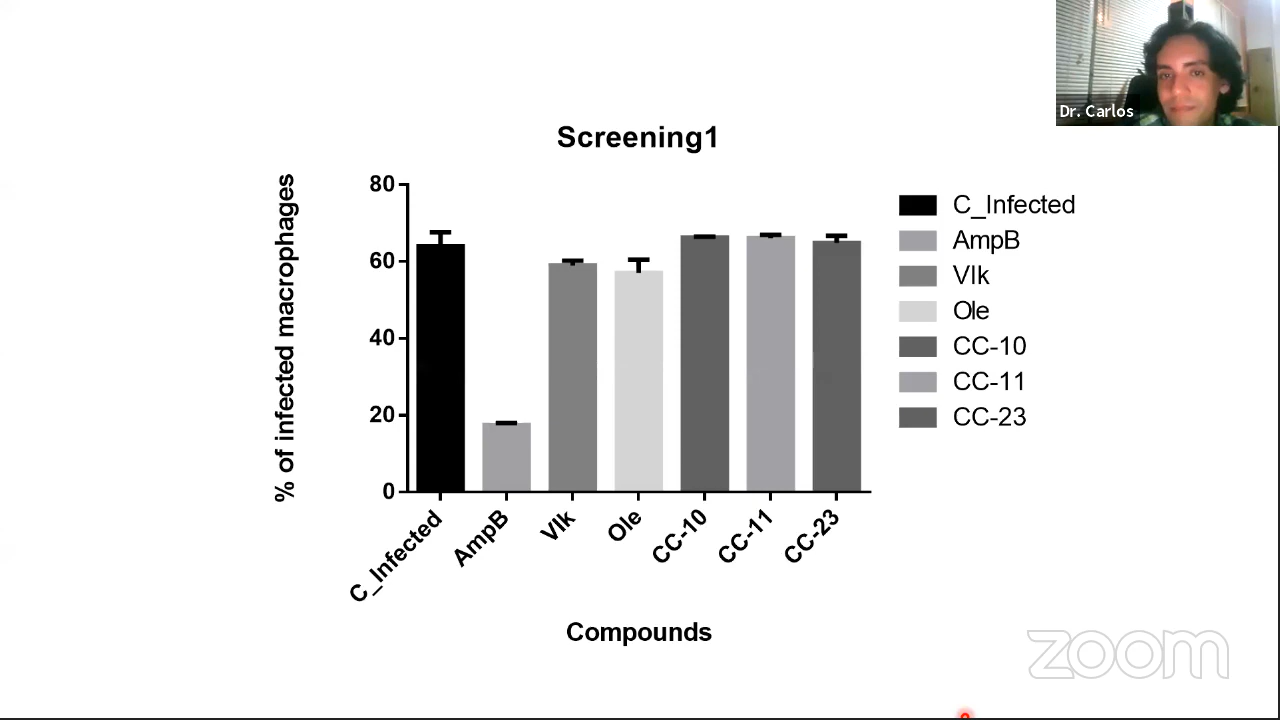 Dr. Carlos
Screening1
% of infected macrophages
80
60
40
20
0
C_Infected
AmpB
Vlk
Ole
CC-10
CC-11
CC-23
Compounds
C_Infected
AmpB
Vlk
Ole
CC-10
CC-11
CC-23
zoom